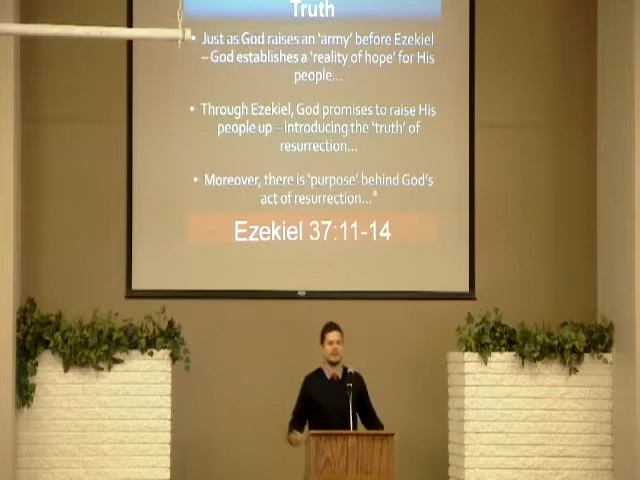 Truth
• Just as God raises an 'army' before Ezekiel
– God establishes a 'reality of hope' for His
people...
• Through Ezekiel, God promises to raise His
people up – introducing the 'truth' of
resurrection...
• Moreover, there is 'purpose' behind God's
act of resurrection...*
Ezekiel 37:11-14